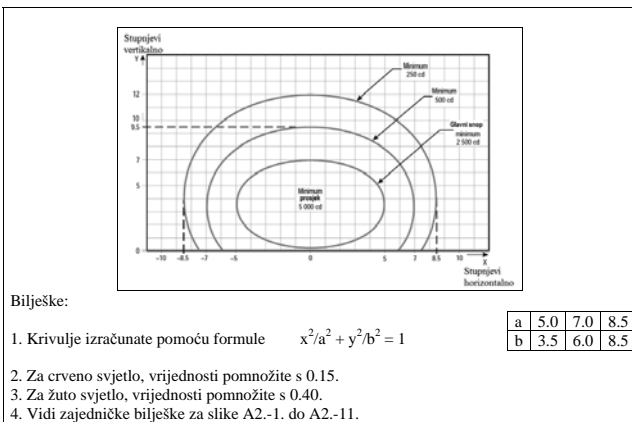 Stupnjevi
vertikalno
Y
Minimum
250 cd
12
Minimum
500 cd
10
9.5
Glavni snop
minimum
2 500 cd
7
5
Minimum
prosjek
5 000 cd
0
-10 -8.5 -7 -5 0 5 7 8.5 10 X
Stupnjevi
horizontalno
Bilješke:
a 5.0 7.0 8.5
1. Krivulje izračunate pomoću formule x²/a² + y²/b² = 1
b 3.5 6.0 8.5
2. Za crveno svjetlo, vrijednosti pomnožite s 0.15.
3. Za žuto svjetlo, vrijednosti pomnožite s 0.40.
4. Vidi zajedničke bilješke za slike A2.-1. do A2.-11.